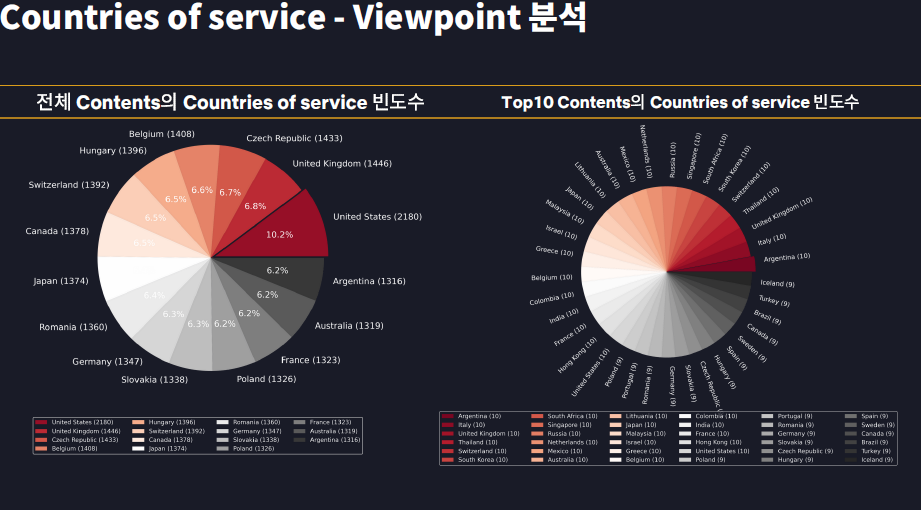 Countries of service - Viewpoint 분석
전체 Contents의 Countries of service 빈도수
Belgium (1408)
Czech Republic (1433)
Hungary (1396)
United Kingdom (1446)
Switzerland (1392)
United States (2180)
Canada (1378)
Japan (1374)
Argentina (1316)
Romania (1360)
Australia (1319)
Germany (1347)
France (1323)
Slovakia (1338)
Poland (1326)
6.6%
6.7%
6.5%
6.8%
6.5%
10.2%
6.5%
6.2%
6.4%
6.2%
6.3%
6.2%
6.3%
6.2%
United States (2180)
United Kingdom (1446)
Czech Republic (1433)
Belgium (1408)
Hungary (1396)
Switzerland (1392)
Canada (1378)
Japan (1374)
Romania (1360)
Germany (1347)
Slovakia (1338)
Poland (1326)
France (1323)
Australia (1319)
Argentina (1316)
Top10 Contents의 Countries of service 빈도수
Netherlands (10)
Russia (10)
Singapore (10)
South Africa (10)
South Korea (10)
Switzerland (10)
Thailand (10)
United Kingdom (10)
Italy (10)
Argentina (10)
Mexico (10)
Australia (10)
Lithuania (10)
Japan (10)
Malaysia (10)
Israel (10)
Greece (10)
Belgium (10)
Colombia (10)
India (10)
France (10)
Hong Kong (10)
United States (10)
Poland (9)
Portugal (9)
Romania (9)
Germany (9)
Slovakia (9)
Czech Republic (
Hungary (9)
Spain (9)
Sweden (9)
Canada (9)
Brazil (9)
Turkey (9)
Iceland (9)
Argentina (10)
Italy (10)
United Kingdom (10)
Thailand (10)
Switzerland (10)
South Korea (10)
South Africa (10)
Singapore (10)
Russia (10)
Netherlands (10)
Mexico (10)
Australia (10)
Lithuania (10)
Japan (10)
Malaysia (10)
Israel (10)
Greece (10)
Belgium (10)
Colombia (10)
India (10)
France (10)
Hong Kong (10)
United States (10)
Poland (9)
Portugal (9)
Romania (9)
Germany (9)
Slovakia (9)
Czech Republic (9)
Hungary (9)
Spain (9)
Sweden (9)
Canada (9)
Brazil (9)
Turkey (9)
Iceland (9)